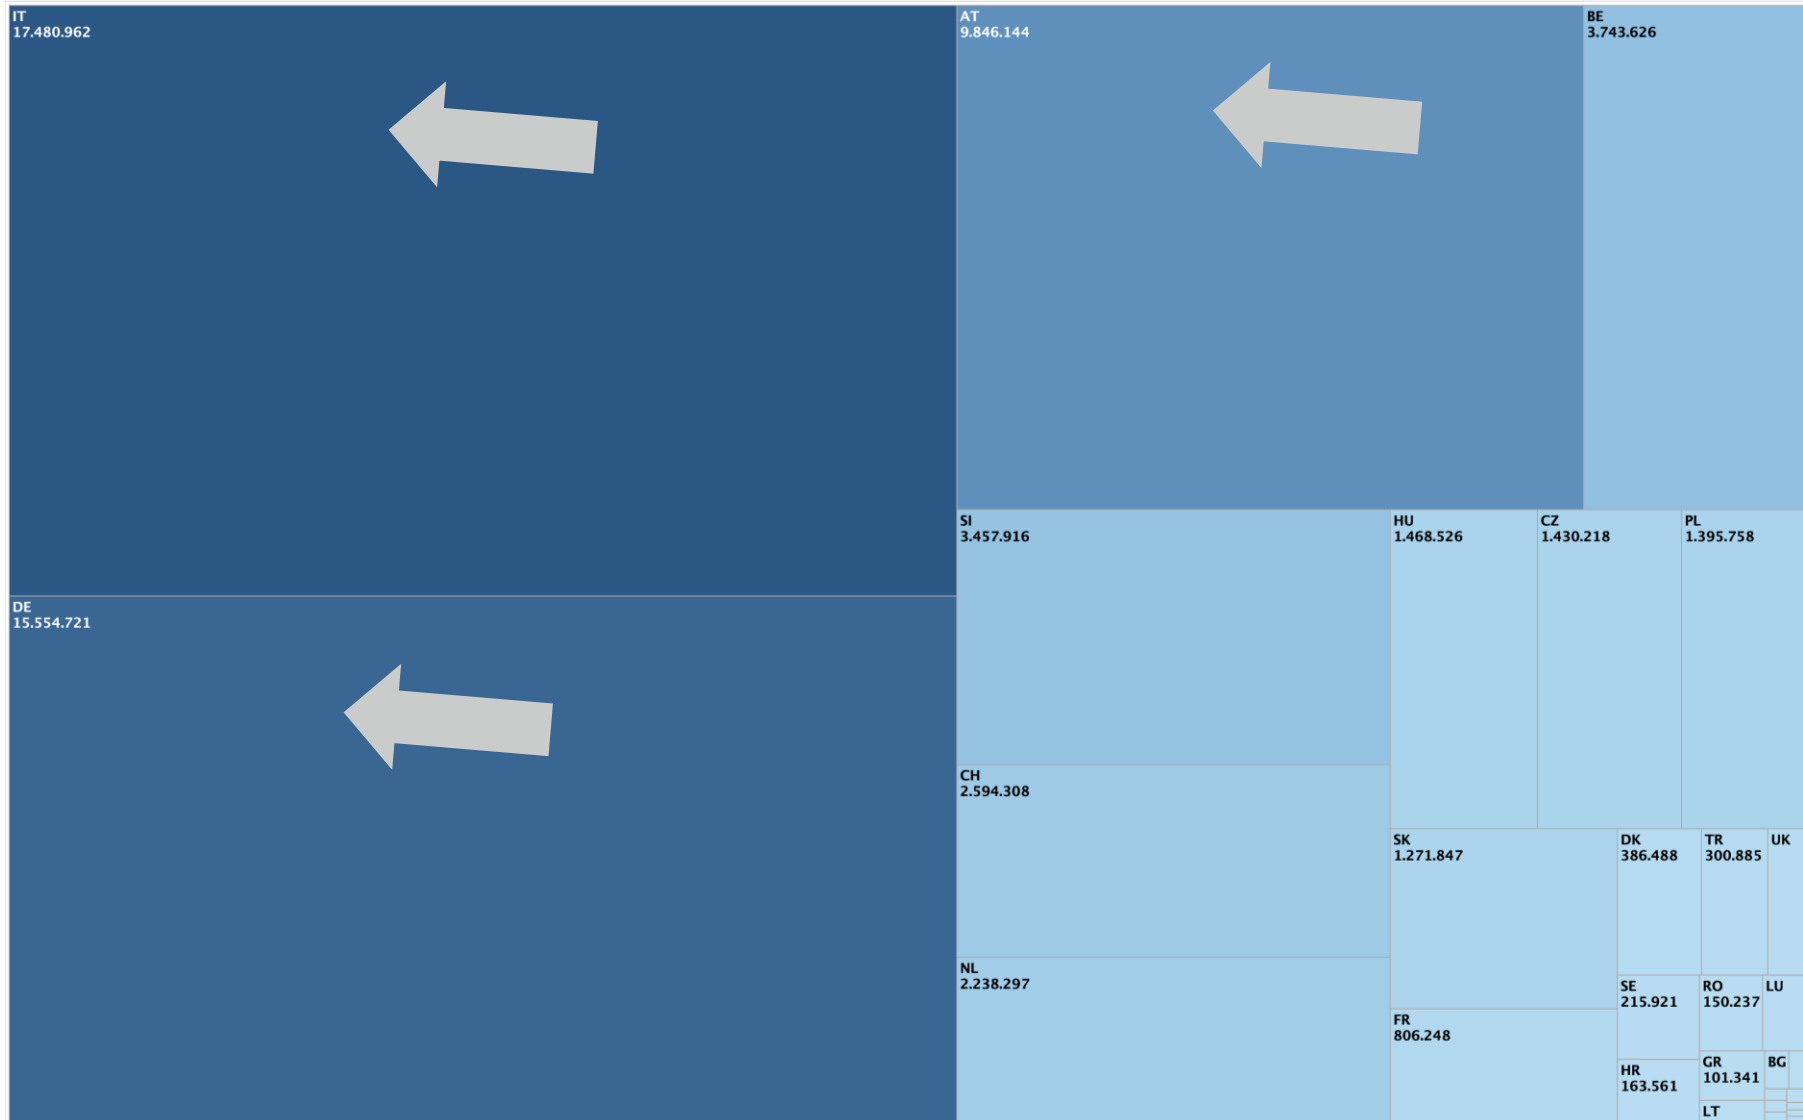 IT
17.480.962
AT
9.846.144
BE
3.743.626
SI
3.457.916
HU
1.468.526
CZ
1.430.218
PL
1.395.758
DE
15.554.721
CH
2.594.308
SK
1.271.847
DK
386.488
TR
300.885
UK
NL
2.238.297
SE
215.921
RO
150.237
LU
FR
806.248
GR
101.341
BG
HR
163.561
LT